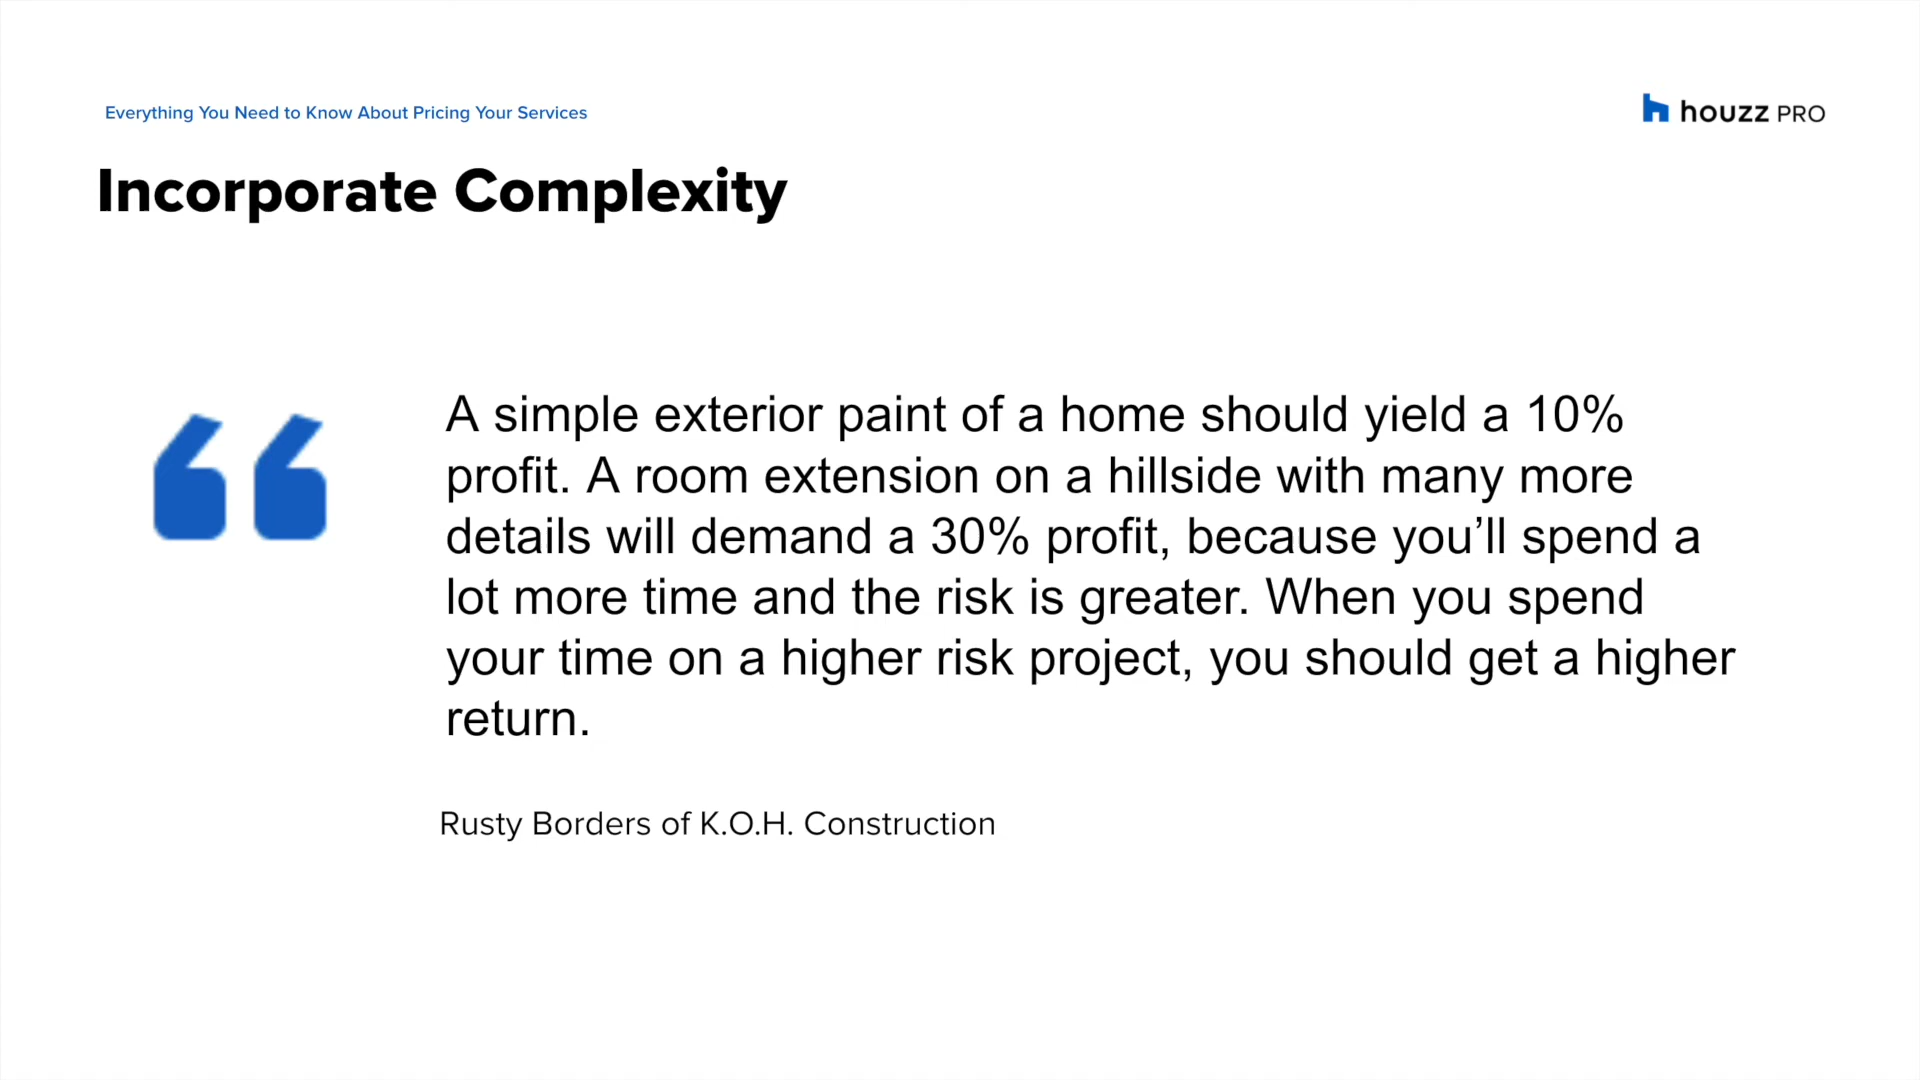 Everything You Need to Know About Pricing Your Services
houzz PRO
Incorporate Complexity
A simple exterior paint of a home should yield a 10%
profit. A room extension on a hillside with many more
details will demand a 30% profit, because you’ll spend a
lot more time and the risk is greater. When you spend
your time on a higher risk project, you should get a higher
return.
Rusty Borders of K.O.H. Construction